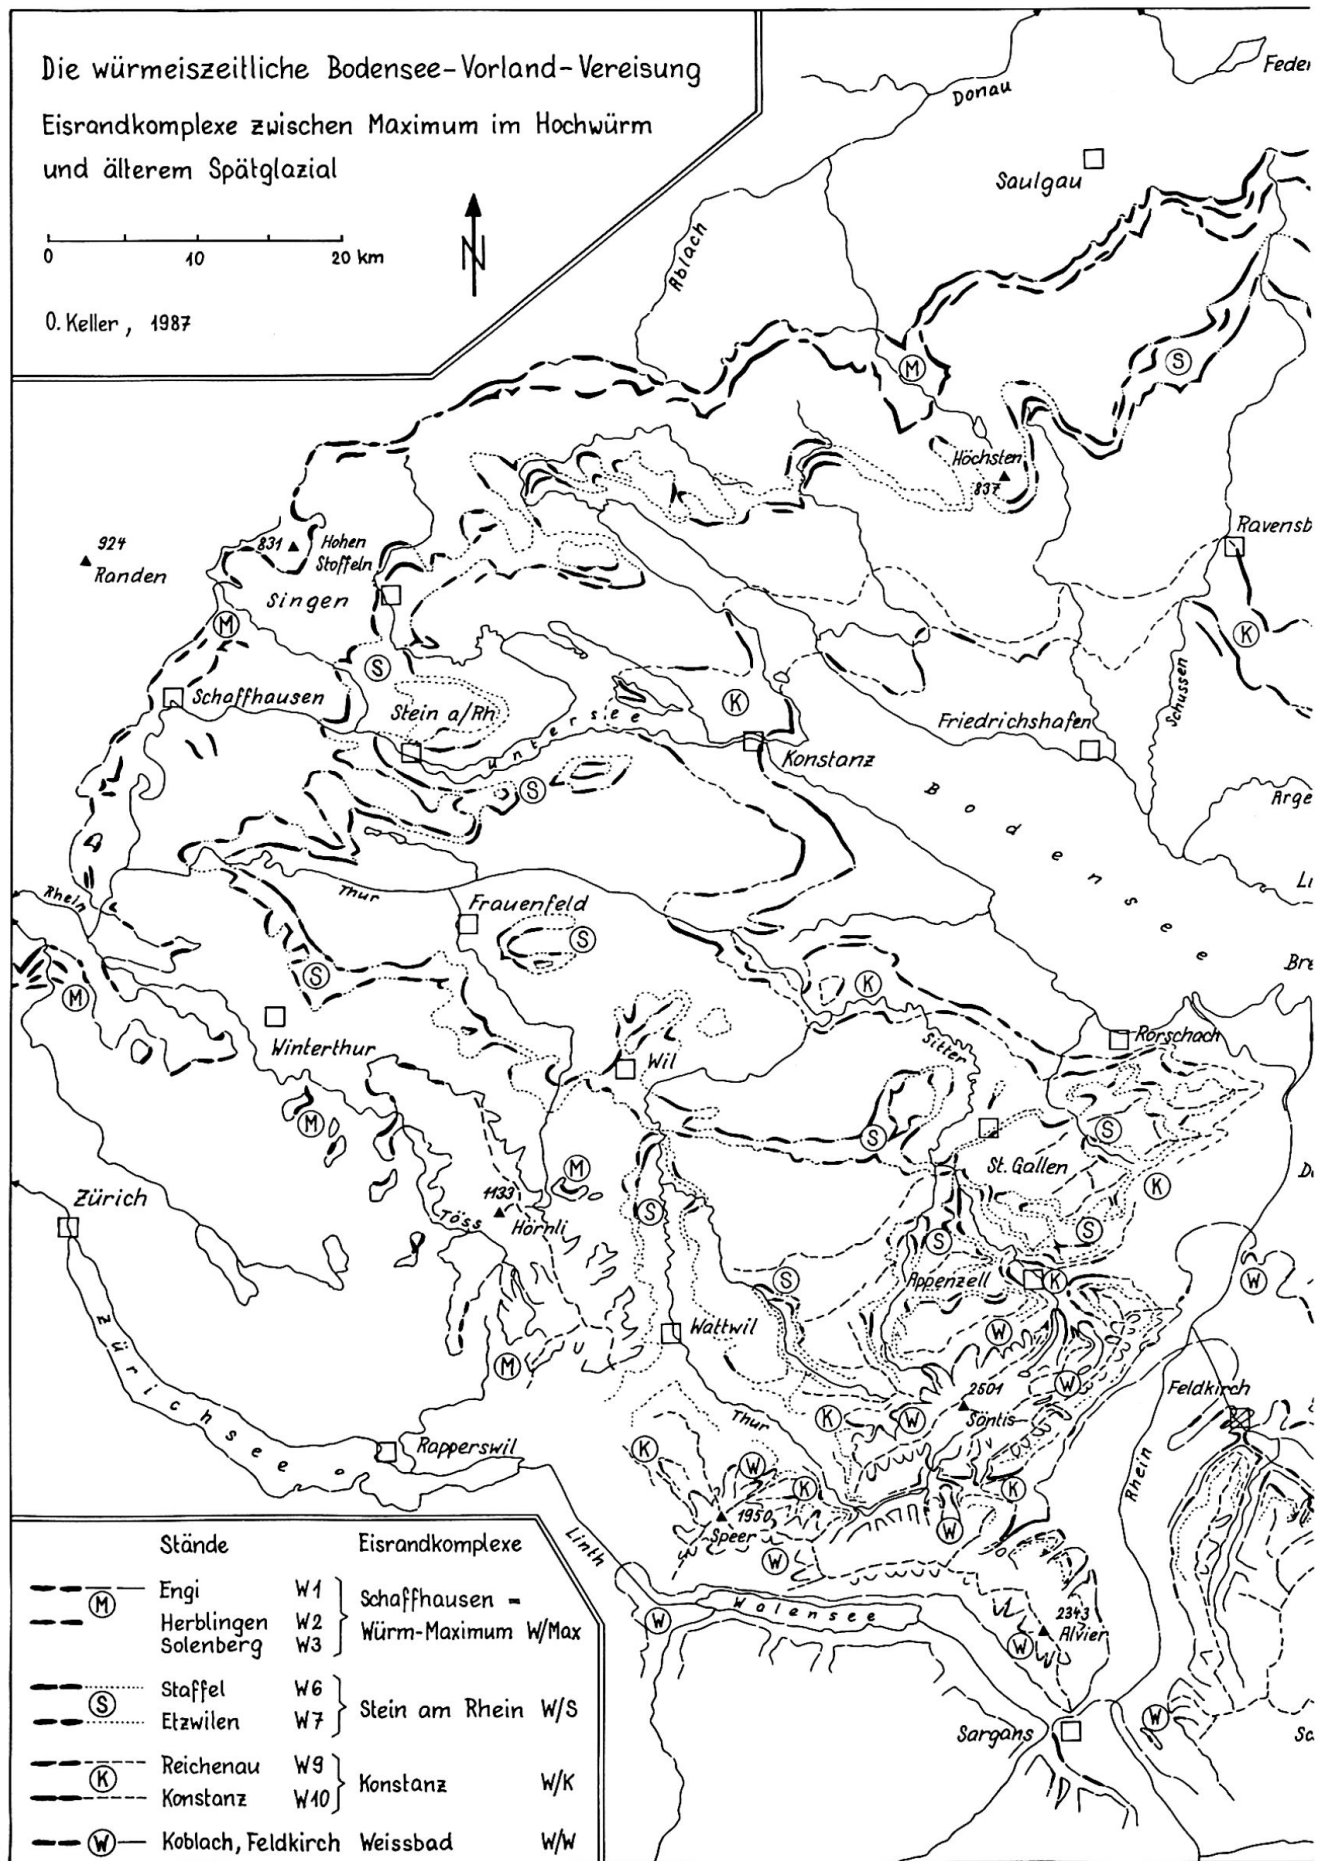 Die würmeiszeitliche Bodensee-Vorland-Vereisung
Eisrandkomplexe zwischen Maximum im Hochwürm
und älterem Spätglazial
0 10 20 km
N
O. Keller, 1987
Donau
Feder
Saulgau
Ablach
M
S
Höchsten
837
924
Randen
831
Hohen
Stoffeln
Singen
Ravensb
M
K
S
Schaffhausen
Stein a/Rh
Untersee
K
Schussen
Friedrichshafen
Konstanz
S
Bodensee
Arge
Rhein
Thur
Frauenfeld
Li
S
S
M
K
Bre
Winterthur
Wil
Sitter
Rorschach
M
S
S
St. Gallen
M
K
D
Zürich
1133
Hörnli
Töss
S
S
S
Appenzell
K
W
S
Zürichsee
Wattwil
W
M
2501
Säntis
W
Feldkirch
Thur
K
W
K
Rapperswil
W
K
K
1950
Speer
W
Rhein
W
Linth
Walensee
W
2343
Alvier
W
W
Sargans
Sc
Stände Eisrandkomplexe
M
Engi W1
Herblingen W2
Solenberg W3
Schaffhausen =
Würm-Maximum W/Max
S
Staffel W6
Etzwilen W7
Stein am Rhein W/S
K
Reichenau W9
Konstanz W10
Konstanz W/K
W Koblach, Feldkirch Weissbad W/W